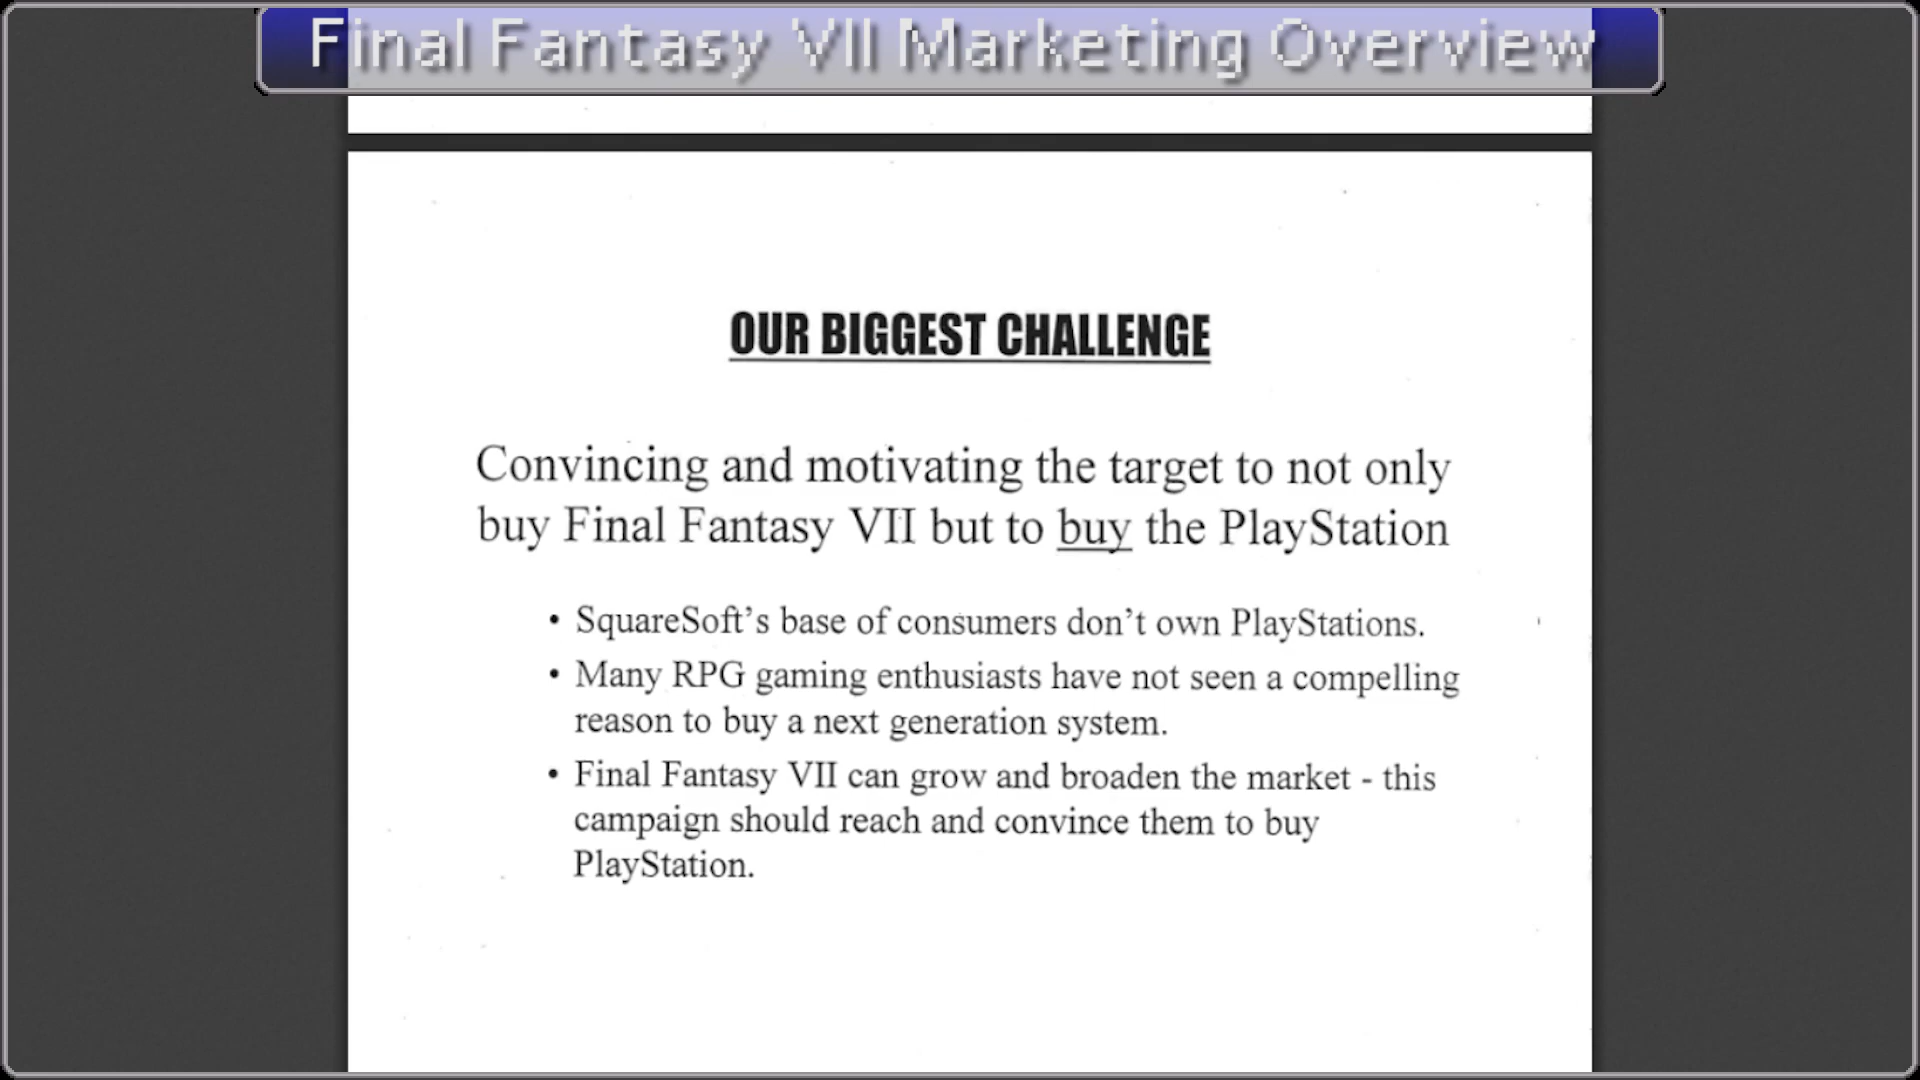 Final Fantasy VII Marketing Overview
OUR BIGGEST CHALLENGE
Convincing and motivating the target to not only
buy Final Fantasy VII but to buy the PlayStation
• SquareSoft’s base of consumers don’t own PlayStations.
• Many RPG gaming enthusiasts have not seen a compelling
reason to buy a next generation system.
• Final Fantasy VII can grow and broaden the market - this
campaign should reach and convince them to buy
PlayStation.